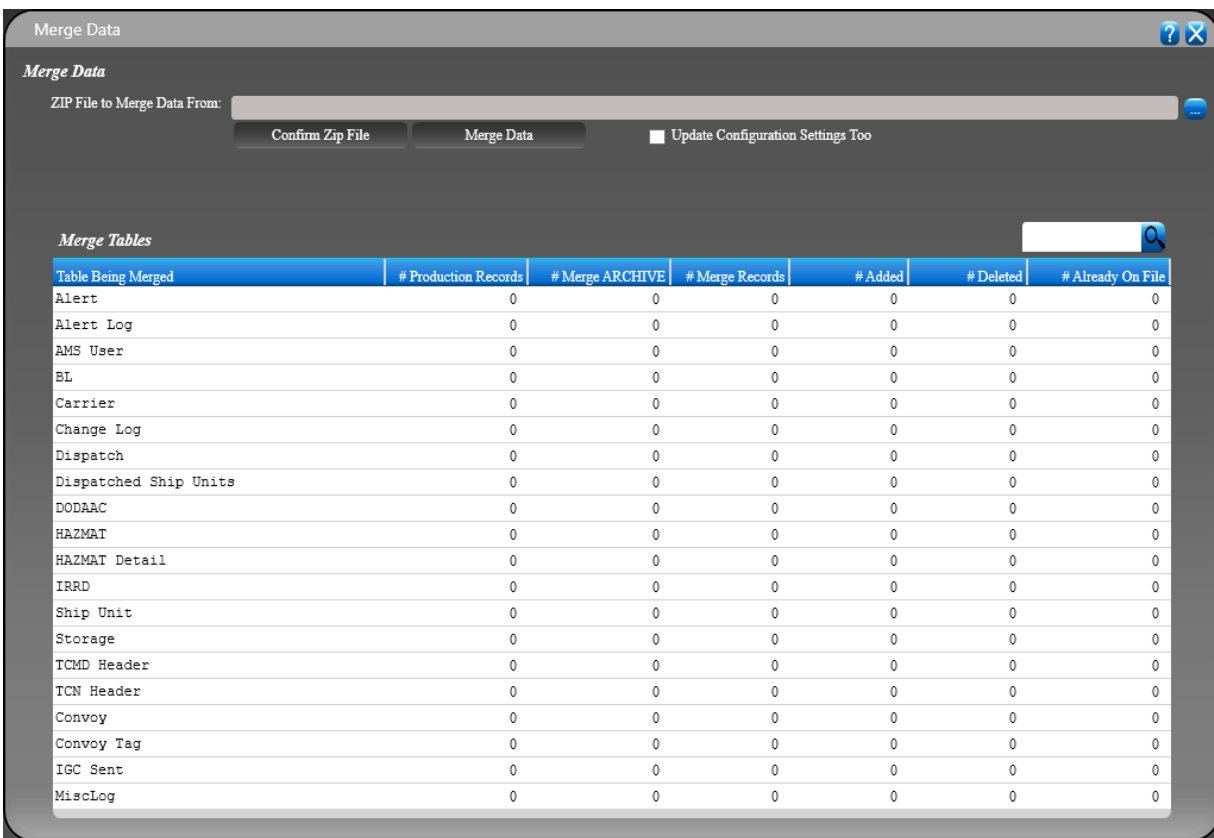 Merge Data
?
Merge Data
ZIP File to Merge Data From:
...
Confirm Zip File Merge Data Update Configuration Settings Too
Merge Tables
Table Being Merged # Production Records # Merge ARCHIVE # Merge Records # Added # Deleted # Already On File
Alert 0 0 0 0 0 0
Alert Log 0 0 0 0 0 0
AMS User 0 0 0 0 0 0
BL 0 0 0 0 0 0
Carrier 0 0 0 0 0 0
Change Log 0 0 0 0 0 0
Dispatch 0 0 0 0 0 0
Dispatched Ship Units 0 0 0 0 0 0
DODAAC 0 0 0 0 0 0
HAZMAT 0 0 0 0 0 0
HAZMAT Detail 0 0 0 0 0 0
IRRD 0 0 0 0 0 0
Ship Unit 0 0 0 0 0 0
Storage 0 0 0 0 0 0
TCMD Header 0 0 0 0 0 0
TCN Header 0 0 0 0 0 0
Convoy 0 0 0 0 0 0
Convoy Tag 0 0 0 0 0 0
IGC Sent 0 0 0 0 0 0
MiscLog 0 0 0 0 0 0